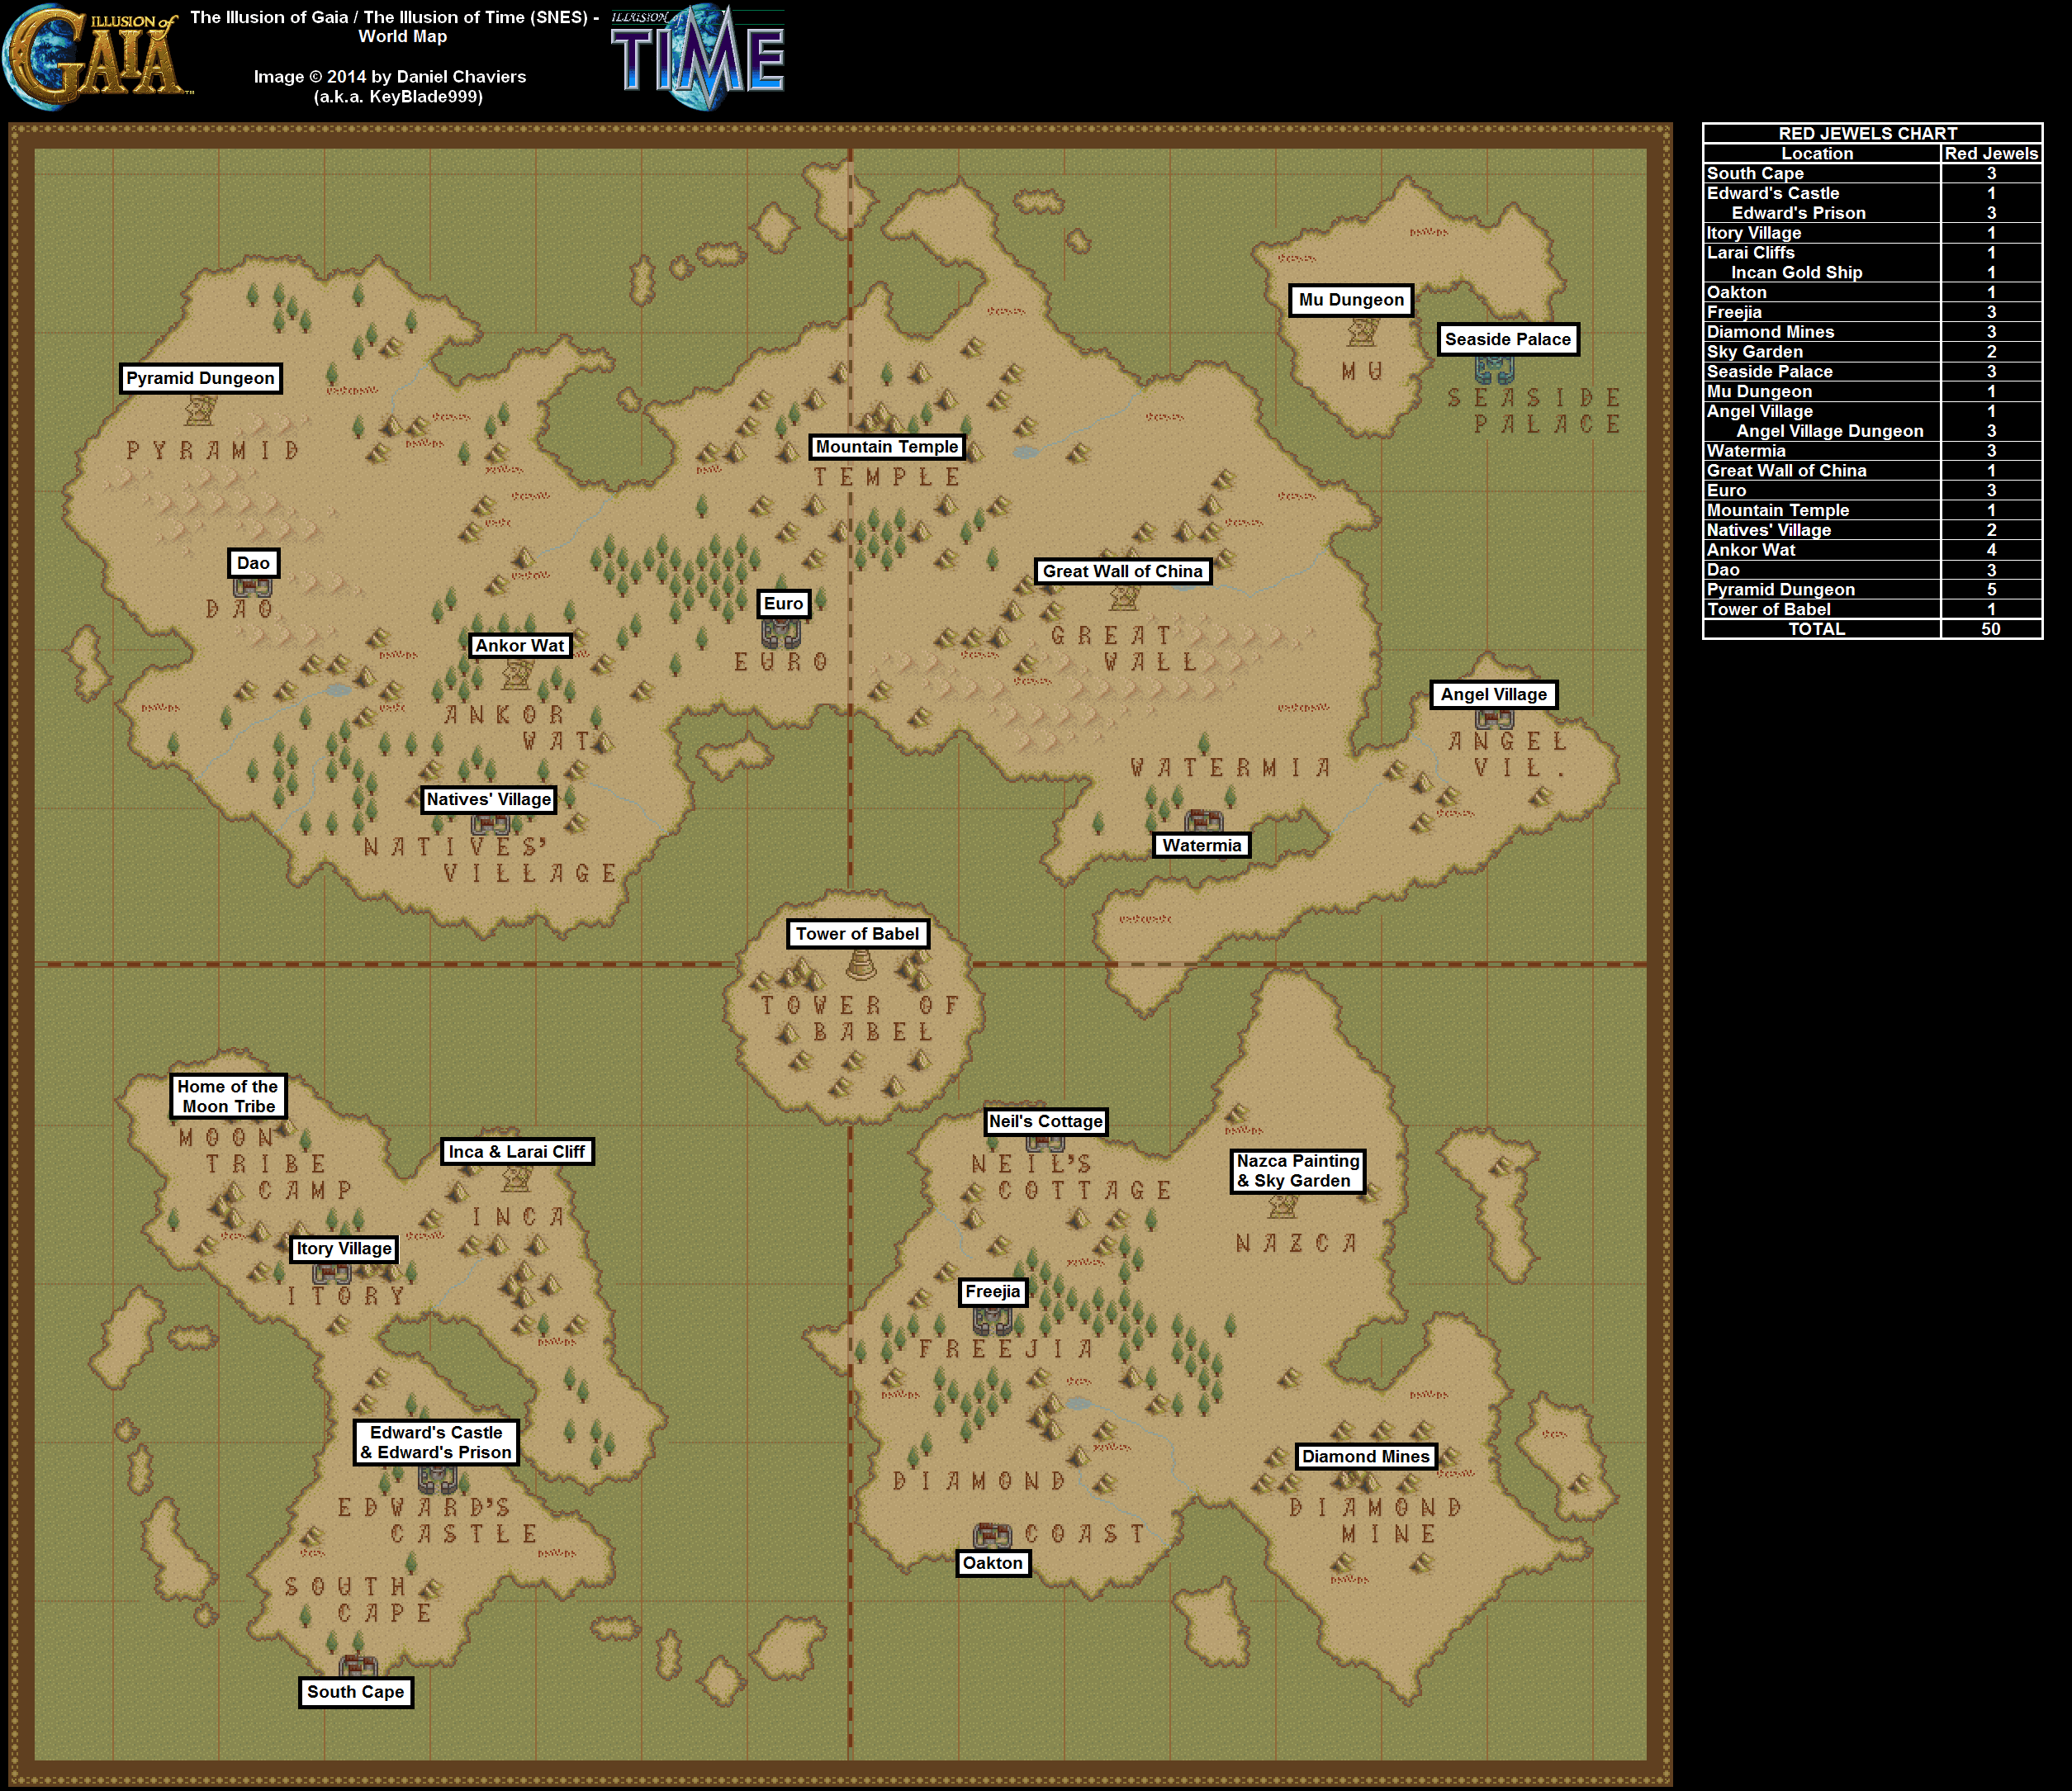 ILLUSION of
GAIA
TM
The Illusion of Gaia / The Illusion of Time (SNES) -
World Map
Image © 2014 by Daniel Chaviers
(a.k.a. KeyBlade999)
ILLUSION of
TIME
RED JEWELS CHART
Location Red Jewels
South Cape 3
Edward's Castle 1
Edward's Prison 3
Itory Village 1
Larai Cliffs 1
Incan Gold Ship 1
Oakton 1
Freejia 3
Diamond Mines 3
Sky Garden 2
Seaside Palace 3
Mu Dungeon 1
Angel Village 1
Angel Village Dungeon 3
Watermia 3
Great Wall of China 1
Euro 3
Mountain Temple 1
Natives' Village 2
Ankor Wat 4
Dao 3
Pyramid Dungeon 5
Tower of Babel 1
TOTAL 50
Mu Dungeon
MU
Seaside Palace
SEASIDE
PALACE
Pyramid Dungeon
PYRAMID
Mountain Temple
TEMPLE
Dao
DAO
Great Wall of China
GREAT
WALL
Euro
EURO
Ankor Wat
ANKOR
WAT
Angel Village
ANGEL
VIL.
WATERMIA
Watermia
Natives' Village
NATIVES'
VILLAGE
Tower of Babel
TOWER OF
BABEL
Home of the
Moon Tribe
MOON
TRIBE
CAMP
Inca & Larai Cliff
INCA
Neil's Cottage
NEIL'S
COTTAGE
Nazca Painting
& Sky Garden
NAZCA
Itory Village
ITORY
Freejia
FREEJIA
Edward's Castle
& Edward's Prison
EDWARD'S
CASTLE
Diamond Mines
DIAMOND
MINE
DIAMOND
COAST
Oakton
SOUTH
CAPE
South Cape